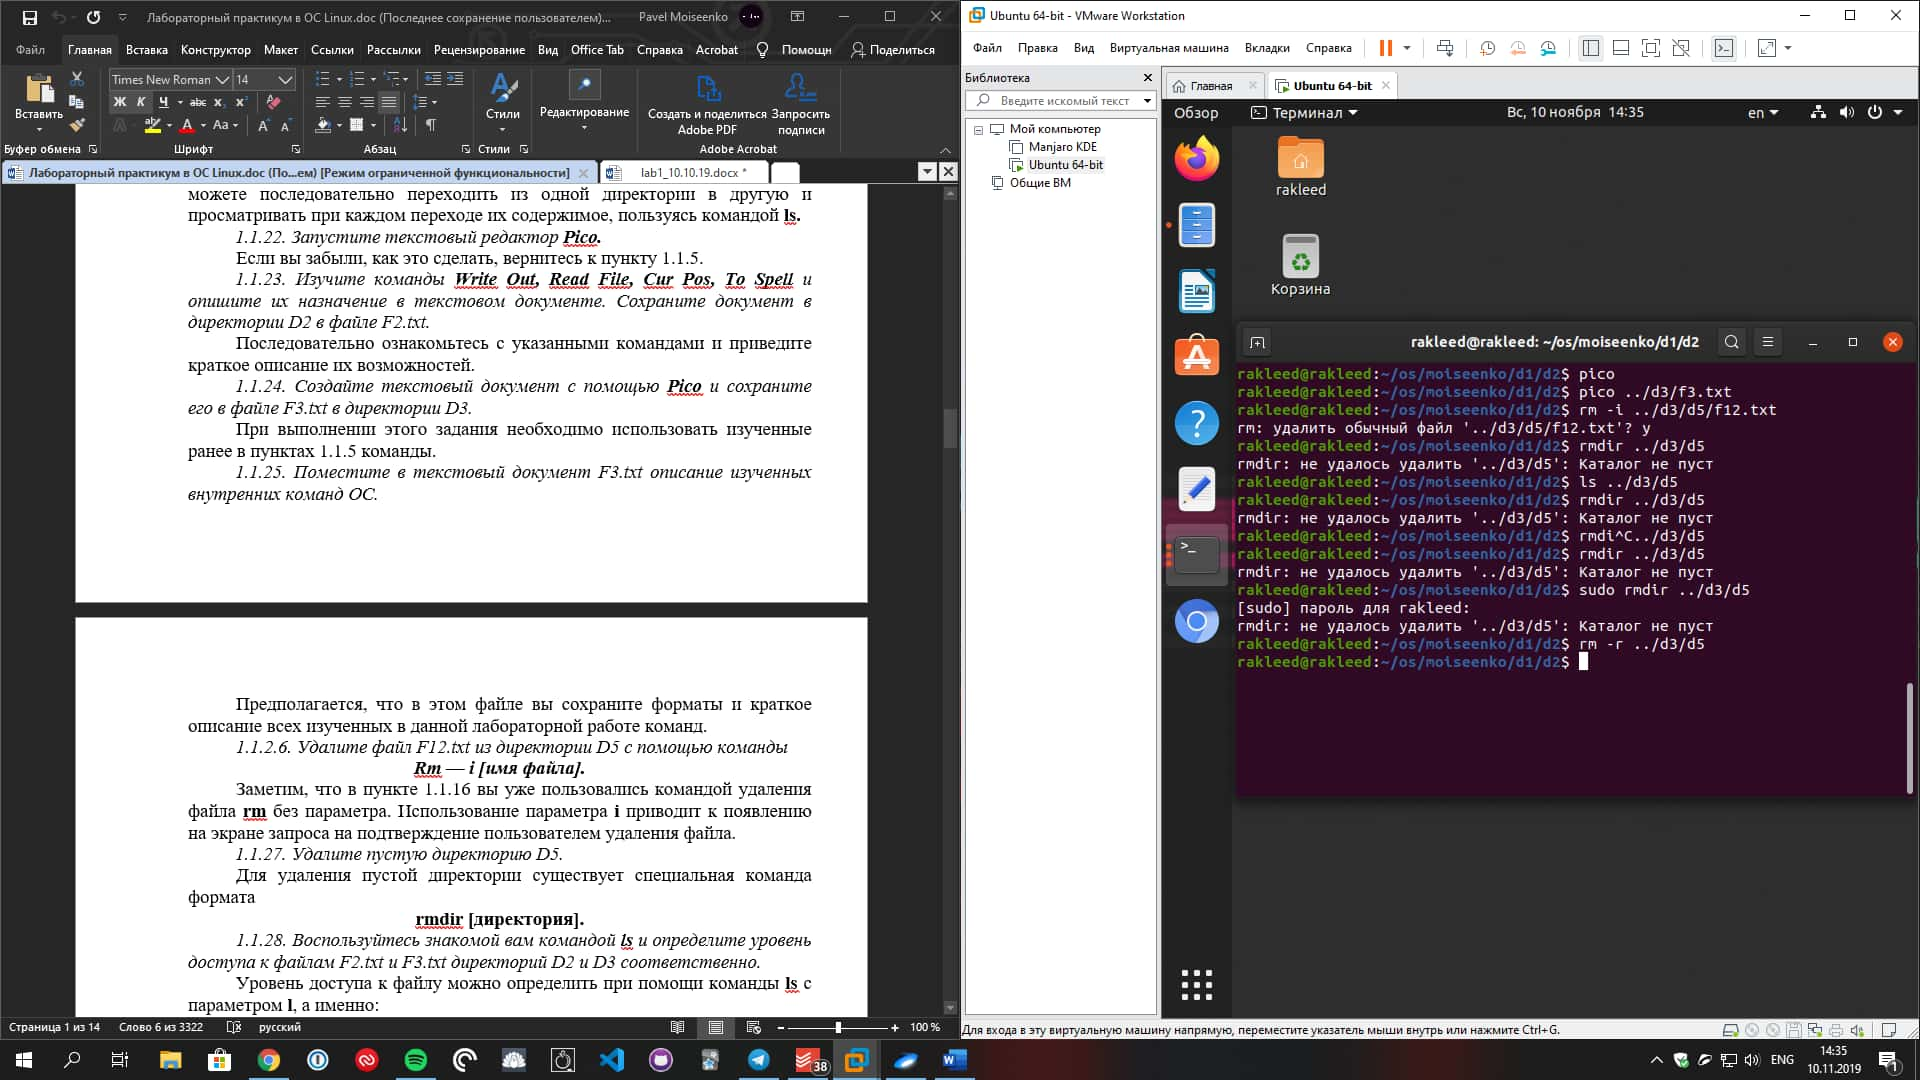 Лабораторный практикум в ОС Linux.doc (Последнее сохранение пользователем)...
Pavel Moiseenko
Файл Главная Вставка Конструктор Макет Ссылки Рассылки Рецензирование Вид Office Tab Справка Acrobat Помощн Поделиться
Times New Roman 14
Вставить
Ж К Ч abc x₂ x²
A Aa A A
Стили
Редактирование
Создать и поделиться Adobe PDF
Запросить подписи
Буфер обмена Шрифт Абзац Стили Adobe Acrobat
Лабораторный практикум в ОС Linux.doc (По...ем) [Режим ограниченной функциональности]
lab1_10.10.19.docx *
можете последовательно переходить из одной директории в другую и
просматривать при каждом переходе их содержимое, пользуясь командой ls.
1.1.22. Запустите текстовый редактор Pico.
Если вы забыли, как это сделать, вернитесь к пункту 1.1.5.
1.1.23. Изучите команды Write Out, Read File, Cur Pos, To Spell и
опишите их назначение в текстовом документе. Сохраните документ в
директории D2 в файле F2.txt.
Последовательно ознакомьтесь с указанными командами и приведите
краткое описание их возможностей.
1.1.24. Создайте текстовый документ с помощью Pico и сохраните
его в файле F3.txt в директории D3.
При выполнении этого задания необходимо использовать изученные
ранее в пунктах 1.1.5 команды.
1.1.25. Поместите в текстовый документ F3.txt описание изученных
внутренних команд ОС.
Предполагается, что в этом файле вы сохраните форматы и краткое
описание всех изученных в данной лабораторной работе команд.
1.1.2.6. Удалите файл F12.txt из директории D5 с помощью команды
Rm — i [имя файла].
Заметим, что в пункте 1.1.16 вы уже пользовались командой удаления
файла rm без параметра. Использование параметра i приводит к появлению
на экране запроса на подтверждение пользователем удаления файла.
1.1.27. Удалите пустую директорию D5.
Для удаления пустой директории существует специальная команда
формата
rmdir [директория].
1.1.28. Воспользуйтесь знакомой вам командой ls и определите уровень
доступа к файлам F2.txt и F3.txt директорий D2 и D3 соответственно.
Уровень доступа к файлу можно определить при помощи команды ls с
параметром l, а именно:
Страница 1 из 14 Слово 6 из 3322 русский 100 %
Ubuntu 64-bit - VMware Workstation
Файл Правка Вид Виртуальная машина Вкладки Справка
Библиотека
Введите искомый текст
Мой компьютер
Manjaro KDE
Ubuntu 64-bit
Общие ВМ
Главная
Ubuntu 64-bit
Обзор Терминал Вс, 10 ноября 14:35 en
rakleed
Корзина
rakleed@rakleed: ~/os/moiseenko/d1/d2
rakleed@rakleed:~/os/moiseenko/d1/d2$ pico
rakleed@rakleed:~/os/moiseenko/d1/d2$ pico ../d3/f3.txt
rakleed@rakleed:~/os/moiseenko/d1/d2$ rm -i ../d3/d5/f12.txt
rm: удалить обычный файл '../d3/d5/f12.txt'? y
rakleed@rakleed:~/os/moiseenko/d1/d2$ rmdir ../d3/d5
rmdir: не удалось удалить '../d3/d5': Каталог не пуст
rakleed@rakleed:~/os/moiseenko/d1/d2$ ls ../d3/d5
rakleed@rakleed:~/os/moiseenko/d1/d2$ rmdir ../d3/d5
rmdir: не удалось удалить '../d3/d5': Каталог не пуст
rakleed@rakleed:~/os/moiseenko/d1/d2$ rmdi^C../d3/d5
rakleed@rakleed:~/os/moiseenko/d1/d2$ rmdir ../d3/d5
rmdir: не удалось удалить '../d3/d5': Каталог не пуст
rakleed@rakleed:~/os/moiseenko/d1/d2$ sudo rmdir ../d3/d5
[sudo] пароль для rakleed:
rmdir: не удалось удалить '../d3/d5': Каталог не пуст
rakleed@rakleed:~/os/moiseenko/d1/d2$ rm -r ../d3/d5
rakleed@rakleed:~/os/moiseenko/d1/d2$
Для входа в эту виртуальную машину напрямую, переместите указатель мыши внутрь или нажмите Ctrl+G.
38
ENG
14:35
10.11.2019
1